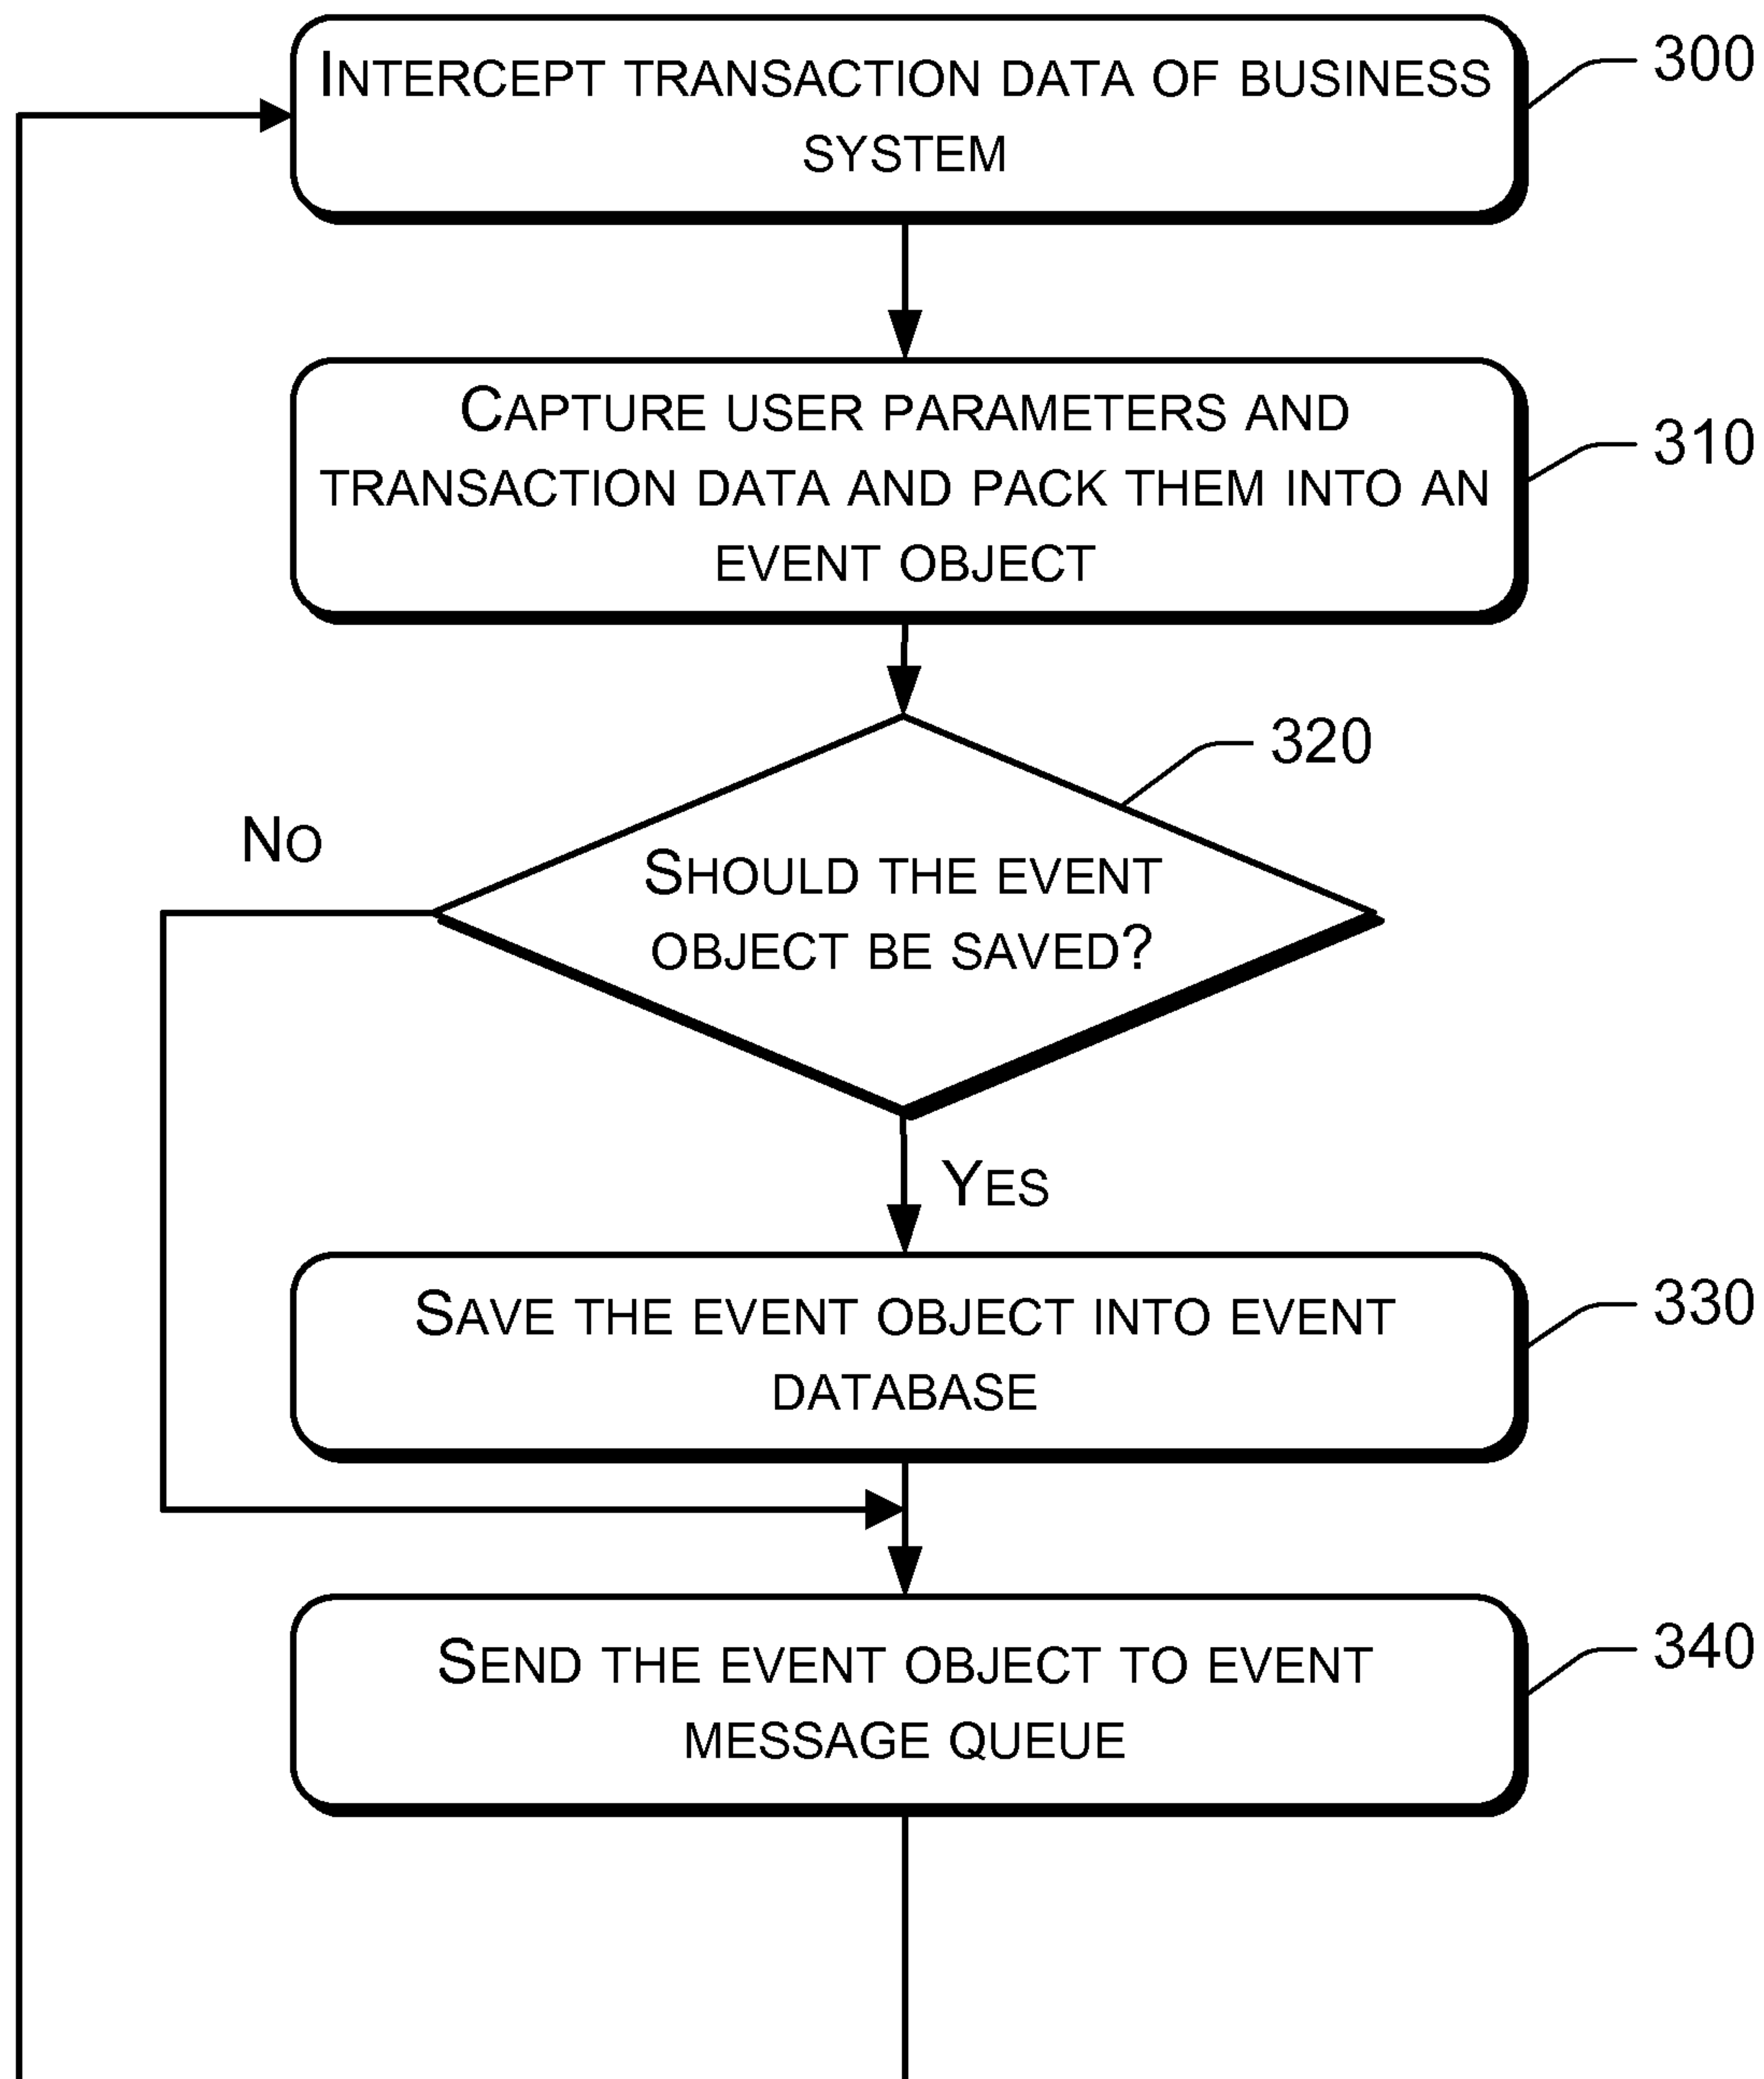 INTERCEPT TRANSACTION DATA OF BUSINESS
SYSTEM
300
CAPTURE USER PARAMETERS AND
TRANSACTION DATA AND PACK THEM INTO AN
EVENT OBJECT
310
320
NO
SHOULD THE EVENT
OBJECT BE SAVED?
YES
SAVE THE EVENT OBJECT INTO EVENT
DATABASE
330
SEND THE EVENT OBJECT TO EVENT
MESSAGE QUEUE
340